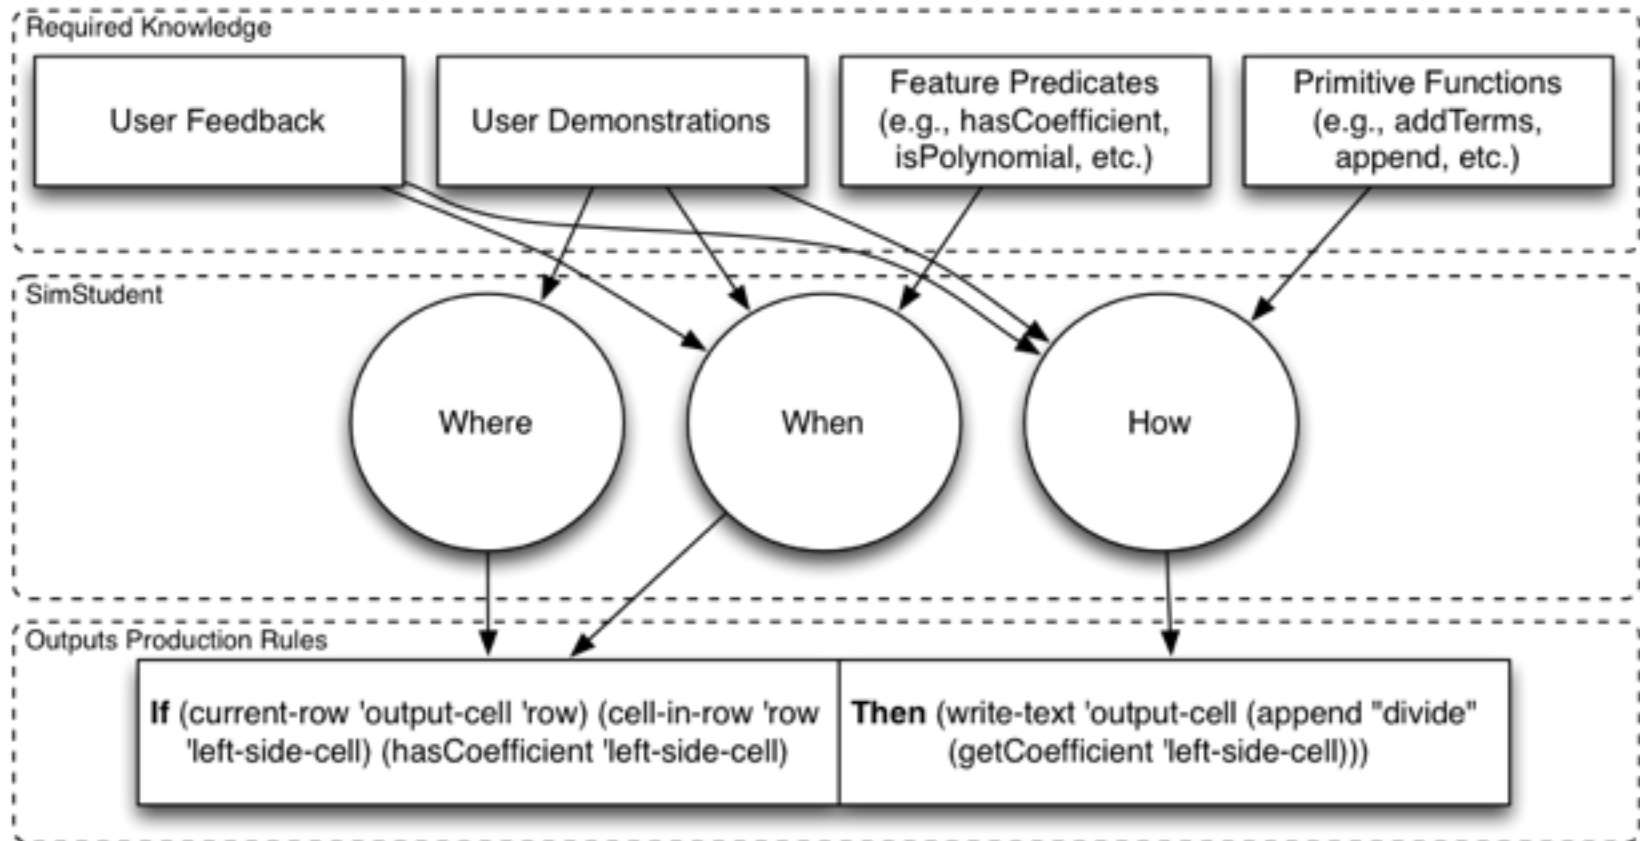 Required Knowledge
User Feedback
User Demonstrations
Feature Predicates
(e.g., hasCoefficient,
isPolynomial, etc.)
Primitive Functions
(e.g., addTerms,
append, etc.)
SimStudent
Where
When
How
Outputs Production Rules
If (current-row 'output-cell 'row) (cell-in-row 'row
'left-side-cell) (hasCoefficient 'left-side-cell)
Then (write-text 'output-cell (append "divide"
(getCoefficient 'left-side-cell)))